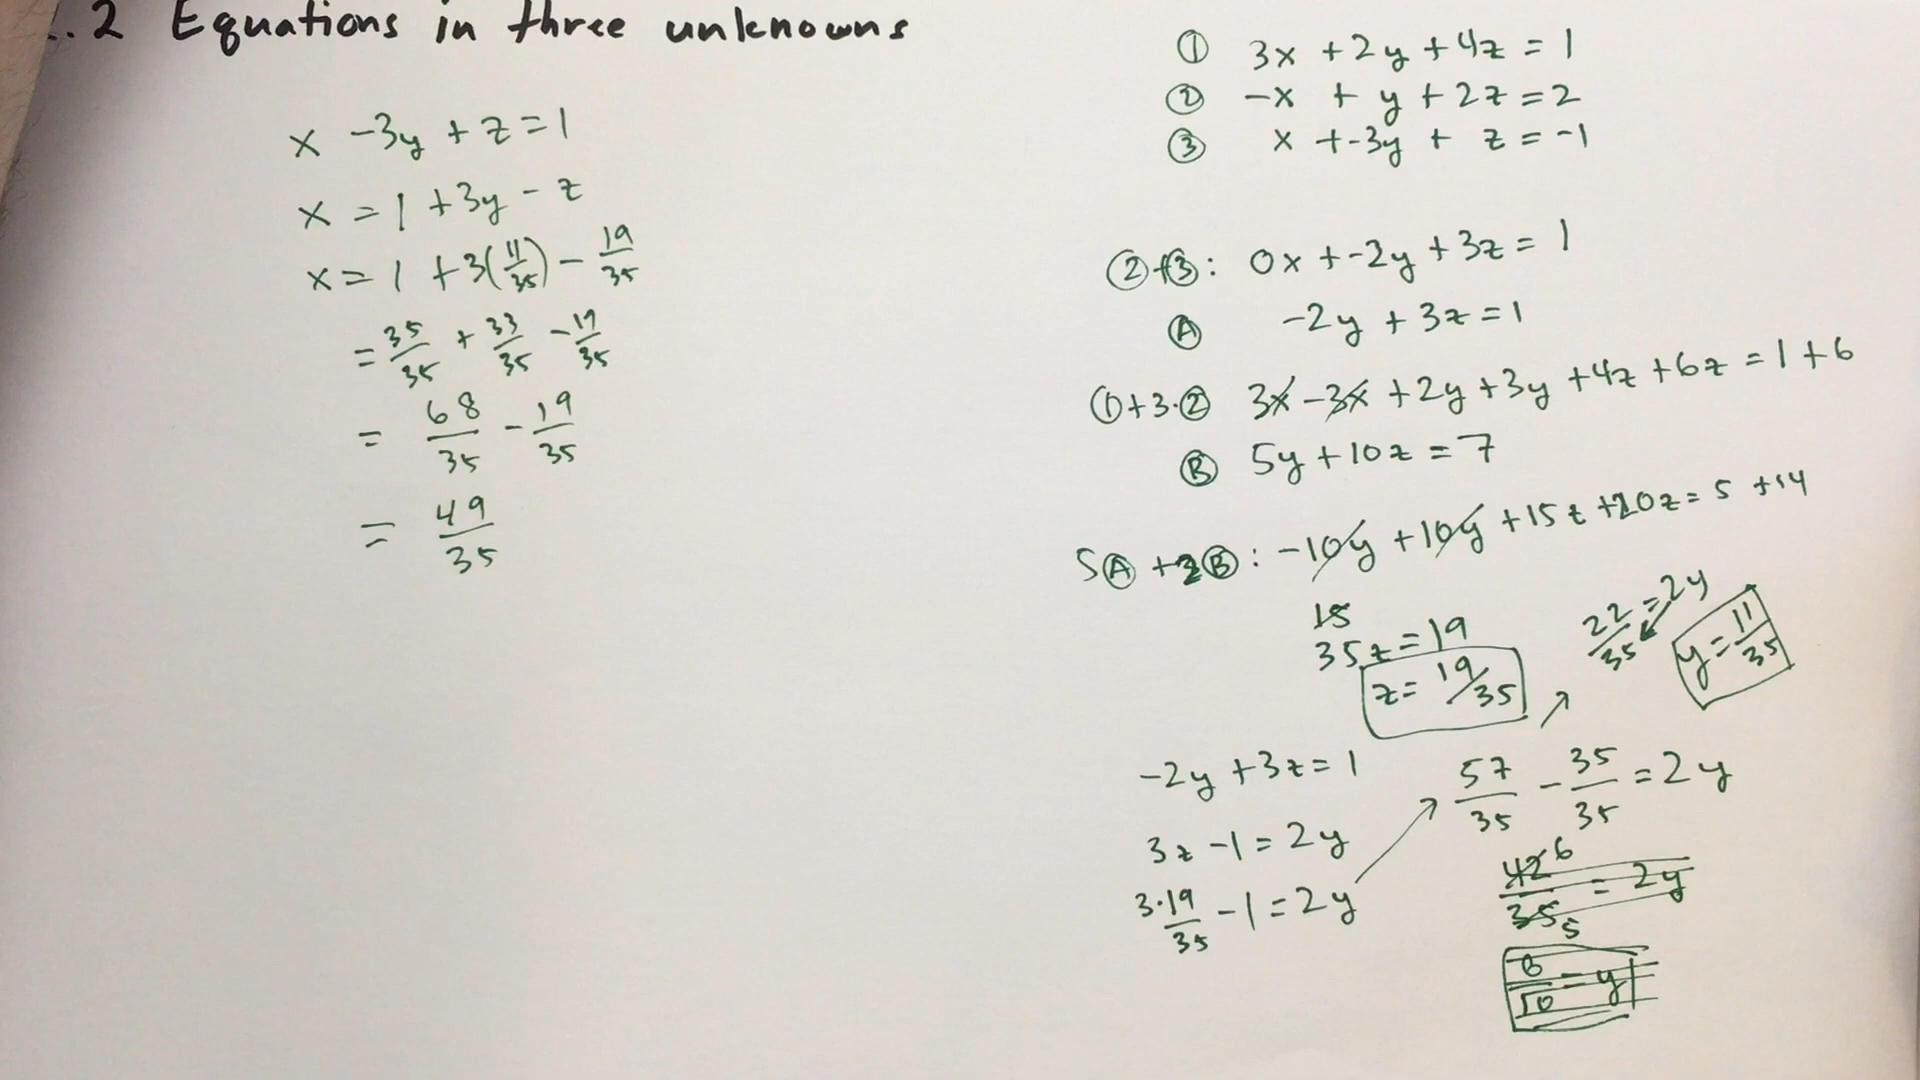 .2 Equations in three unknowns
x -3y + z = 1
x = 1 + 3y - z
x = 1 + 3(11/35) - 19/35
= 35/35 + 33/35 - 19/35
= 68/35 - 19/35
= 49/35
① 3x + 2y + 4z = 1
② -x + y + 2z = 2
③ x + -3y + z = -1
②+③: 0x + -2y + 3z = 1
Ⓐ -2y + 3z = 1
①+3·② 3x - 3x + 2y + 3y + 4z + 6z = 1 + 6
Ⓑ 5y + 10z = 7
5Ⓐ + 2Ⓑ: -10y + 10y + 15z + 20z = 5 + 14
15
35z = 19
z = 19/35
-2y + 3z = 1
3z - 1 = 2y
3·19/35 - 1 = 2y
57/35 - 35/35 = 2y
22/35 = 2y
y = 11/35
42 6/35 5 = 2y
6/10 = y